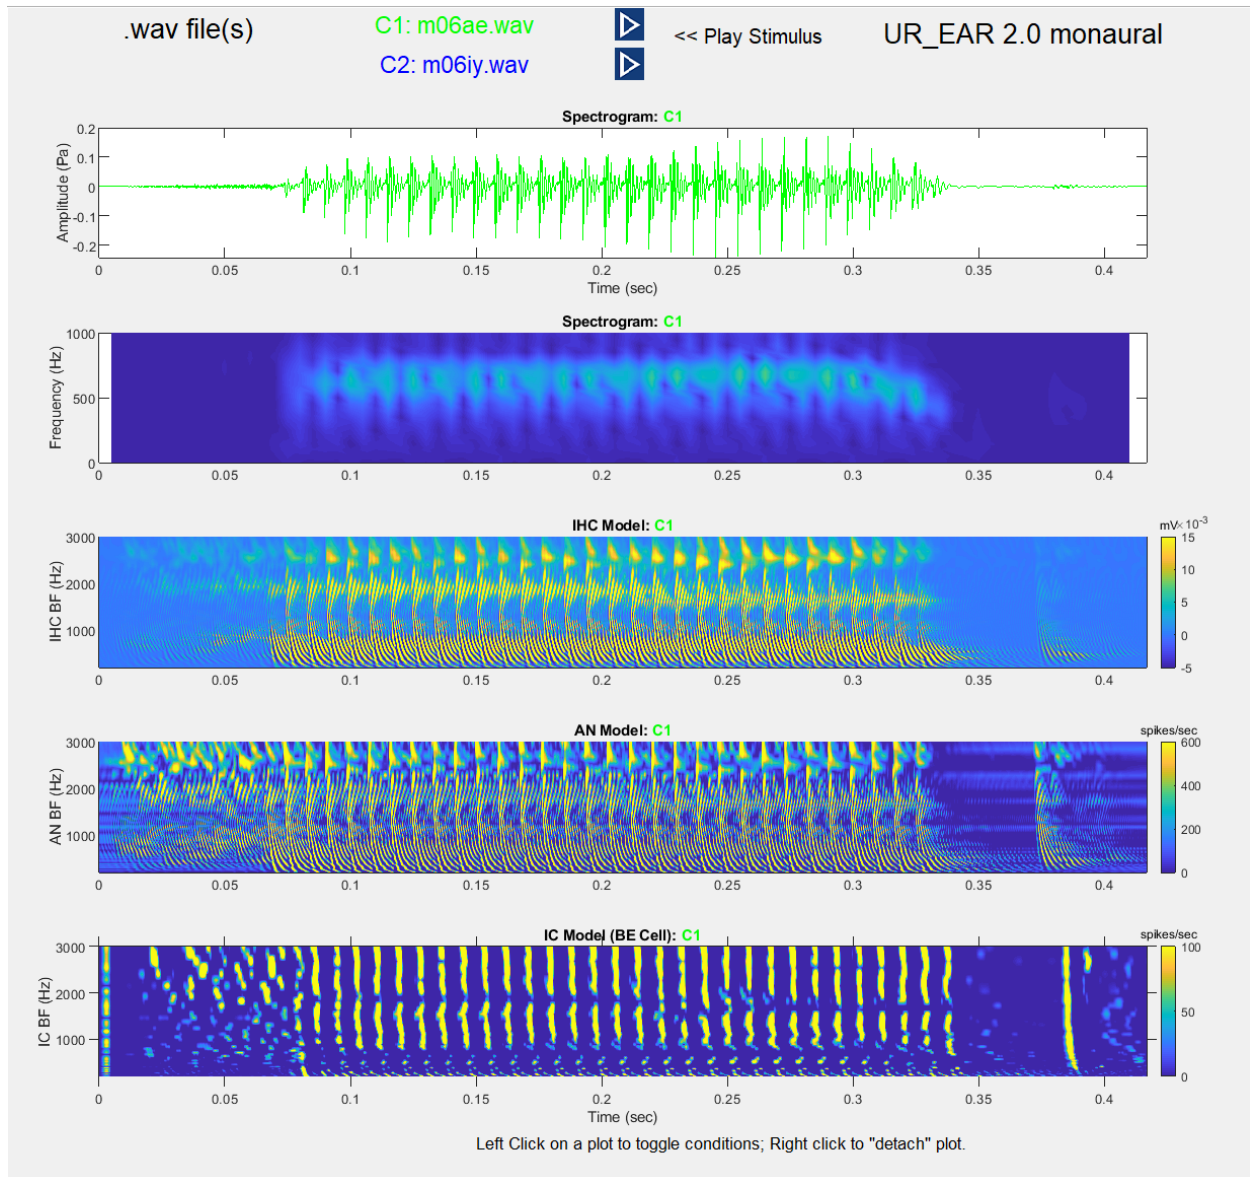 .wav file(s)
C1: m06ae.wav
C2: m06iy.wav
<< Play Stimulus
UR_EAR 2.0 monaural
Spectrogram: C1
Amplitude (Pa)
0.2
0.1
0
-0.1
-0.2
0 0.05 0.1 0.15 0.2 0.25 0.3 0.35 0.4
Time (sec)
Spectrogram: C1
Frequency (Hz)
1000
500
0
0 0.05 0.1 0.15 0.2 0.25 0.3 0.35 0.4
IHC Model: C1
IHC BF (Hz)
3000
2000
1000
0 0.05 0.1 0.15 0.2 0.25 0.3 0.35 0.4
mV×10-3
15
10
5
0
-5
AN Model: C1
AN BF (Hz)
3000
2000
1000
0 0.05 0.1 0.15 0.2 0.25 0.3 0.35 0.4
spikes/sec
600
400
200
0
IC Model (BE Cell): C1
IC BF (Hz)
3000
2000
1000
0 0.05 0.1 0.15 0.2 0.25 0.3 0.35 0.4
Time (sec)
spikes/sec
100
50
0
Left Click on a plot to toggle conditions; Right click to "detach" plot.